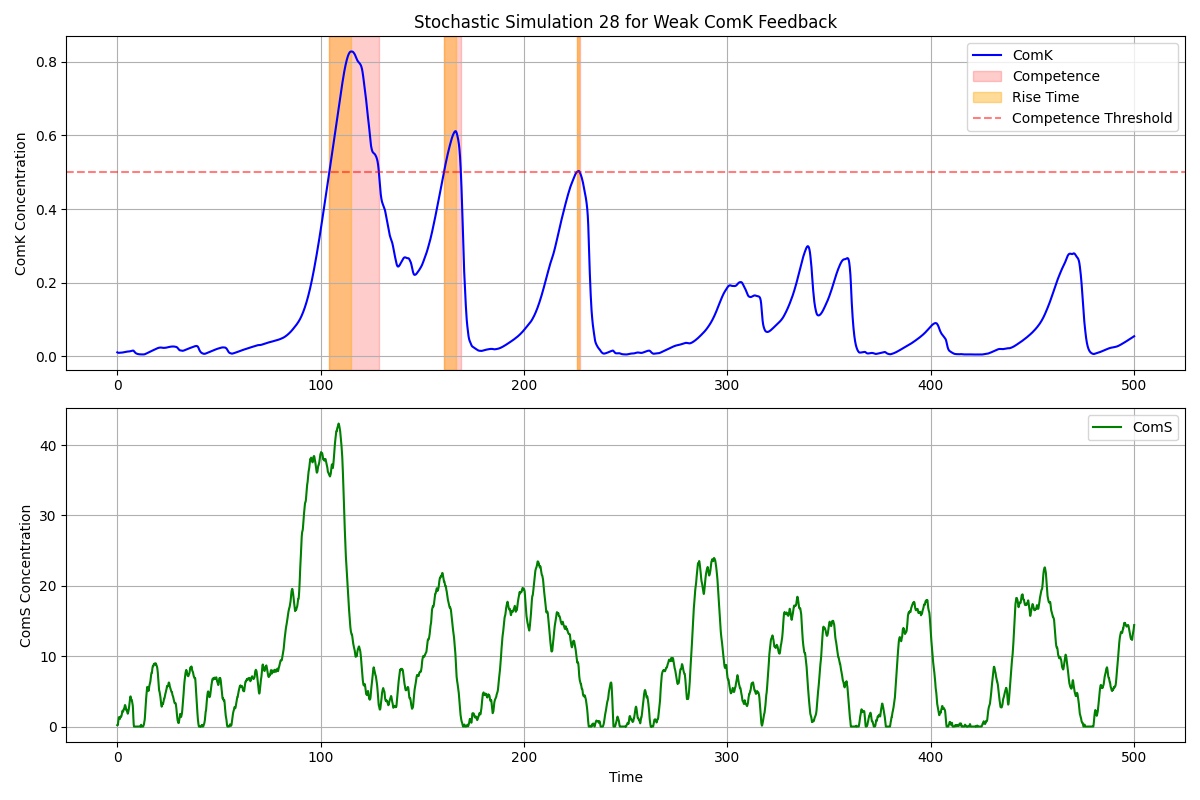 Stochastic Simulation 28 for Weak ComK Feedback
ComK Concentration
0.8
0.6
0.4
0.2
0.0
ComK
Competence
Rise Time
Competence Threshold
0 100 200 300 400 500
ComS Concentration
40
30
20
10
0
ComS
0 100 200 300 400 500
Time